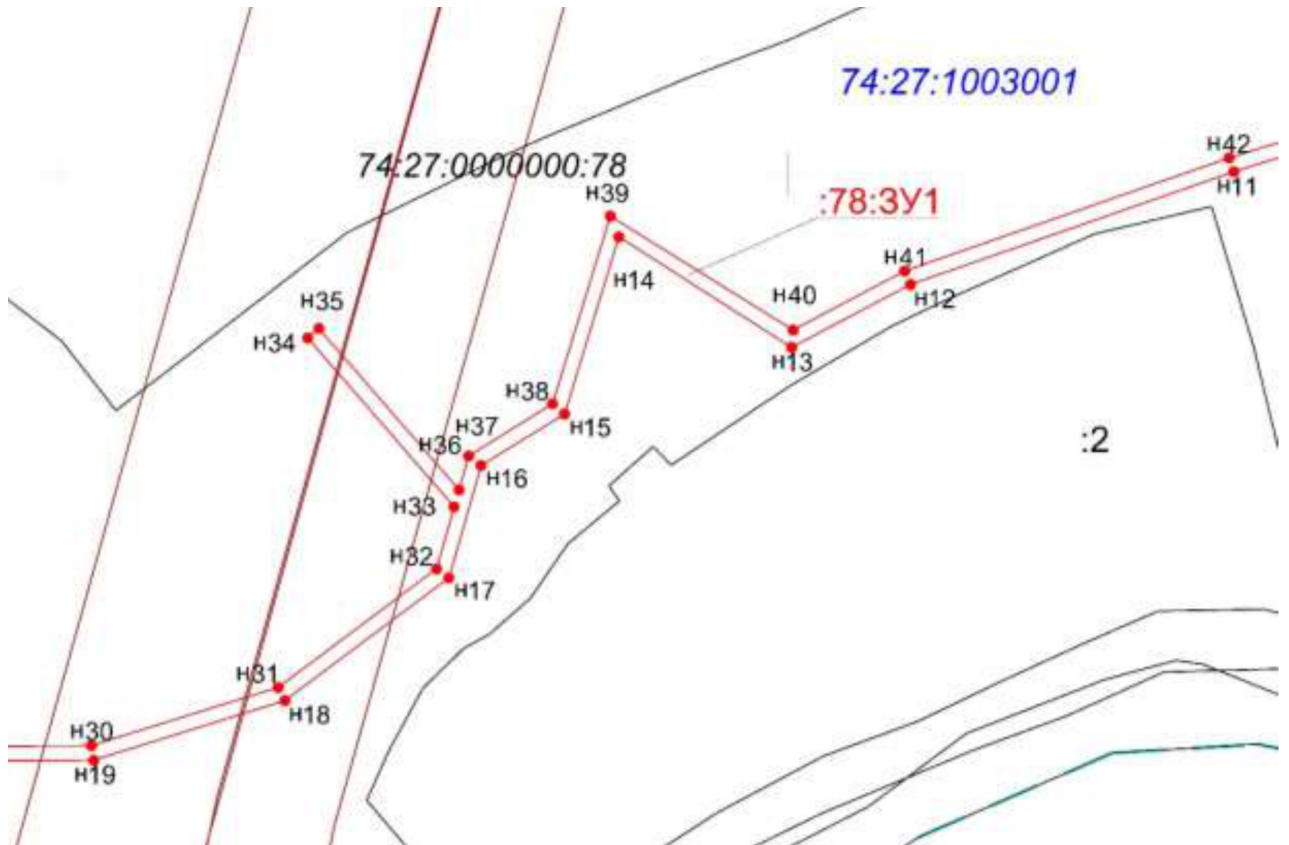 74:27:1003001
н42
74:27:0000000:78
н11
н39
:78:ЗУ1
н14
н41
н12
н35
н40
н34
н13
н38
н15
н37
:2
н36
н16
н33
н32
н17
н31
н18
н30
н19